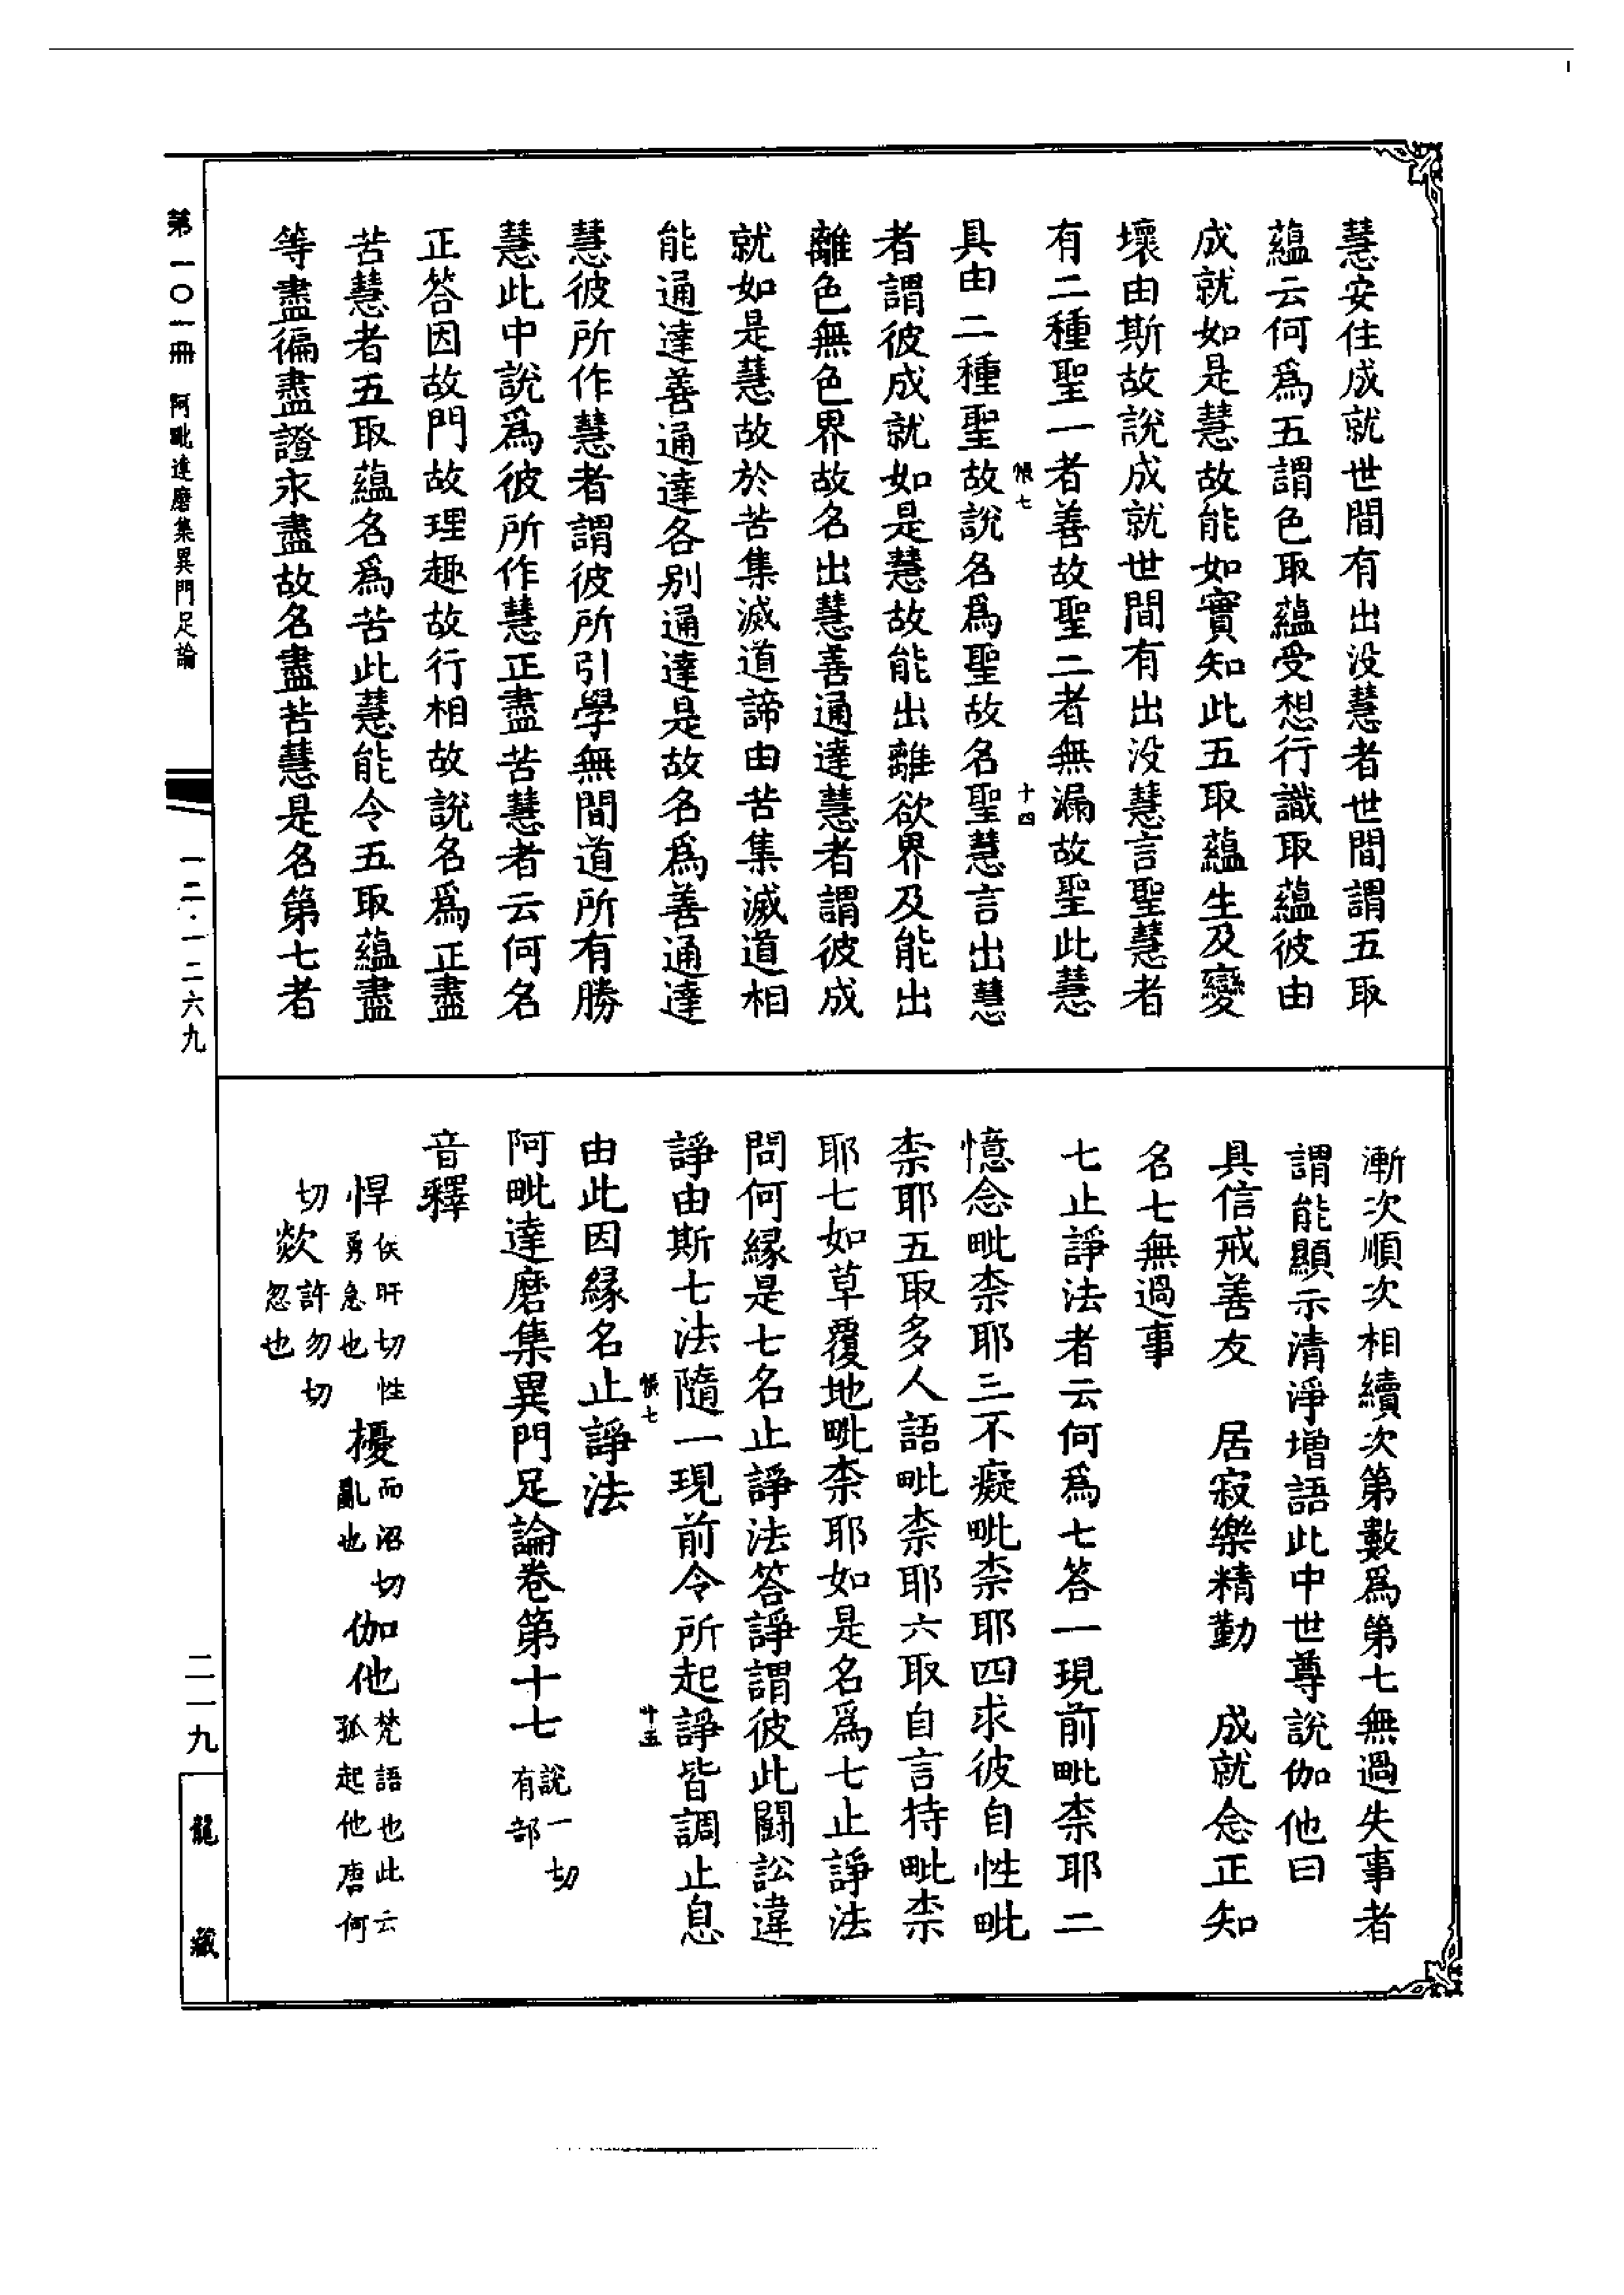 慧安住成就世間有出没慧者世間謂五取
蘊云何爲五謂色取蘊受想行識取蘊彼由
成就如是慧故能如實知此五取蘊生及變
壞由斯故說成就世間有出没慧言聖慧者
有二種聖一者善故聖二者無漏故聖此慧
悵七
十四
具由二種聖故說名爲聖故名聖慧言出慧
者謂彼成就如是慧故能出離欲界及能出
離色無色界故名出慧善通達慧者謂彼成
就如是慧故於苦集滅道諦由苦集滅道相
能通達善通達各别通達是故名爲善通達
慧彼所作慧者謂彼所引學無間道所有勝
慧此中說爲彼所作慧正盡苦慧者云何名
正答因故門故理趣故行相故說名爲正盡
苦慧者五取蘊名爲苦此慧能令五取蘊盡
等盡徧盡證永盡故名盡苦慧是名第七者
漸次順次相續次第數爲第七無過失事者
謂能顯示清淨增語此中世尊說伽他曰
具信戒善友　居寂樂精勤　成就念正知
名七無過事
七止諍法者云何爲七答一現前毗柰耶二
憶念毗柰耶三不癡毗柰耶四求彼自性毗
柰耶五取多人語毗柰耶六取自言持毗柰
耶七如草覆地毗柰耶如是名爲七止諍法
問何緣是七名止諍法答諍謂彼此鬭訟違
諍由斯七法隨一現前令所起諍皆調止息
悵七
十五
由此因緣名止諍法
阿毗達磨集異門足論卷第十七 說一切有部
音釋
悍 侯旰切性勇急也 擾 而沼切亂也 伽他 梵語也此云孤起他唐何
切 欻 許勿切忽也
第一〇一冊 阿毗達磨集異門足論
一二·一二六九
二一九
龍藏